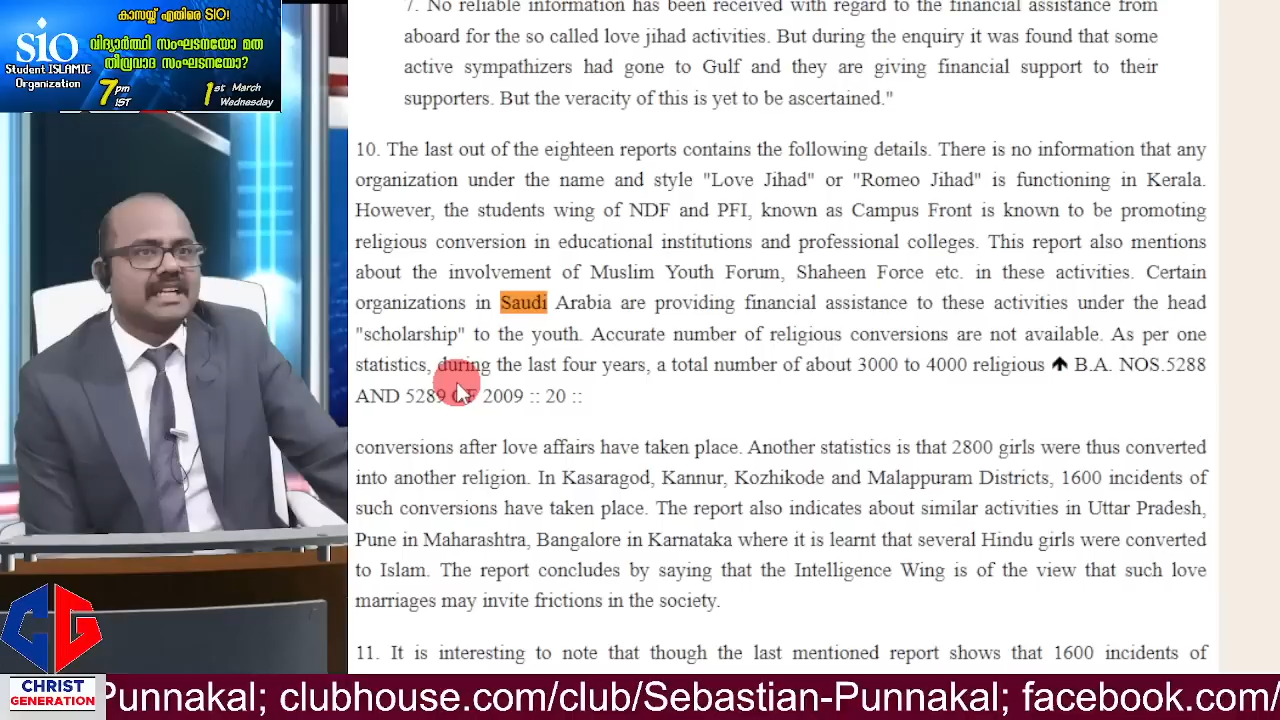 കാസയ്ക്ക് എതിരെ SIO!
SIO
Student ISLAMIC
Organization
വിദ്യാർത്ഥി സംഘടനയോ മത
തീവ്രവാദ സംഘടനയോ?
7pm
IST
1st March
Wednesday
7. No reliable information has been received with regard to the financial assistance from
aboard for the so called love jihad activities. But during the enquiry it was found that some
active sympathizers had gone to Gulf and they are giving financial support to their
supporters. But the veracity of this is yet to be ascertained."
10. The last out of the eighteen reports contains the following details. There is no information that any
organization under the name and style "Love Jihad" or "Romeo Jihad" is functioning in Kerala.
However, the students wing of NDF and PFI, known as Campus Front is known to be promoting
religious conversion in educational institutions and professional colleges. This report also mentions
about the involvement of Muslim Youth Forum, Shaheen Force etc. in these activities. Certain
organizations in Saudi Arabia are providing financial assistance to these activities under the head
"scholarship" to the youth. Accurate number of religious conversions are not available. As per one
statistics, during the last four years, a total number of about 3000 to 4000 religious 🡅 B.A. NOS.5288
AND 5289 OF 2009 :: 20 ::
conversions after love affairs have taken place. Another statistics is that 2800 girls were thus converted
into another religion. In Kasaragod, Kannur, Kozhikode and Malappuram Districts, 1600 incidents of
such conversions have taken place. The report also indicates about similar activities in Uttar Pradesh,
Pune in Maharashtra, Bangalore in Karnataka where it is learnt that several Hindu girls were converted
to Islam. The report concludes by saying that the Intelligence Wing is of the view that such love
marriages may invite frictions in the society.
11. It is interesting to note that though the last mentioned report shows that 1600 incidents of
CG
CHRIST
GENERATION
Punnakal; clubhouse.com/club/Sebastian-Punnakal; facebook.com/